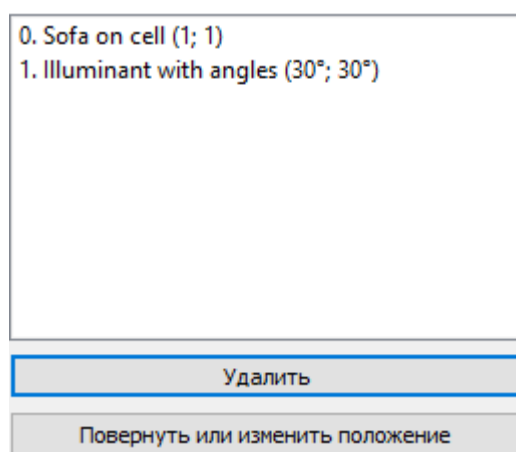 0. Sofa on cell (1; 1)
1. Illuminant with angles (30°; 30°)
Удалить
Повернуть или изменить положение